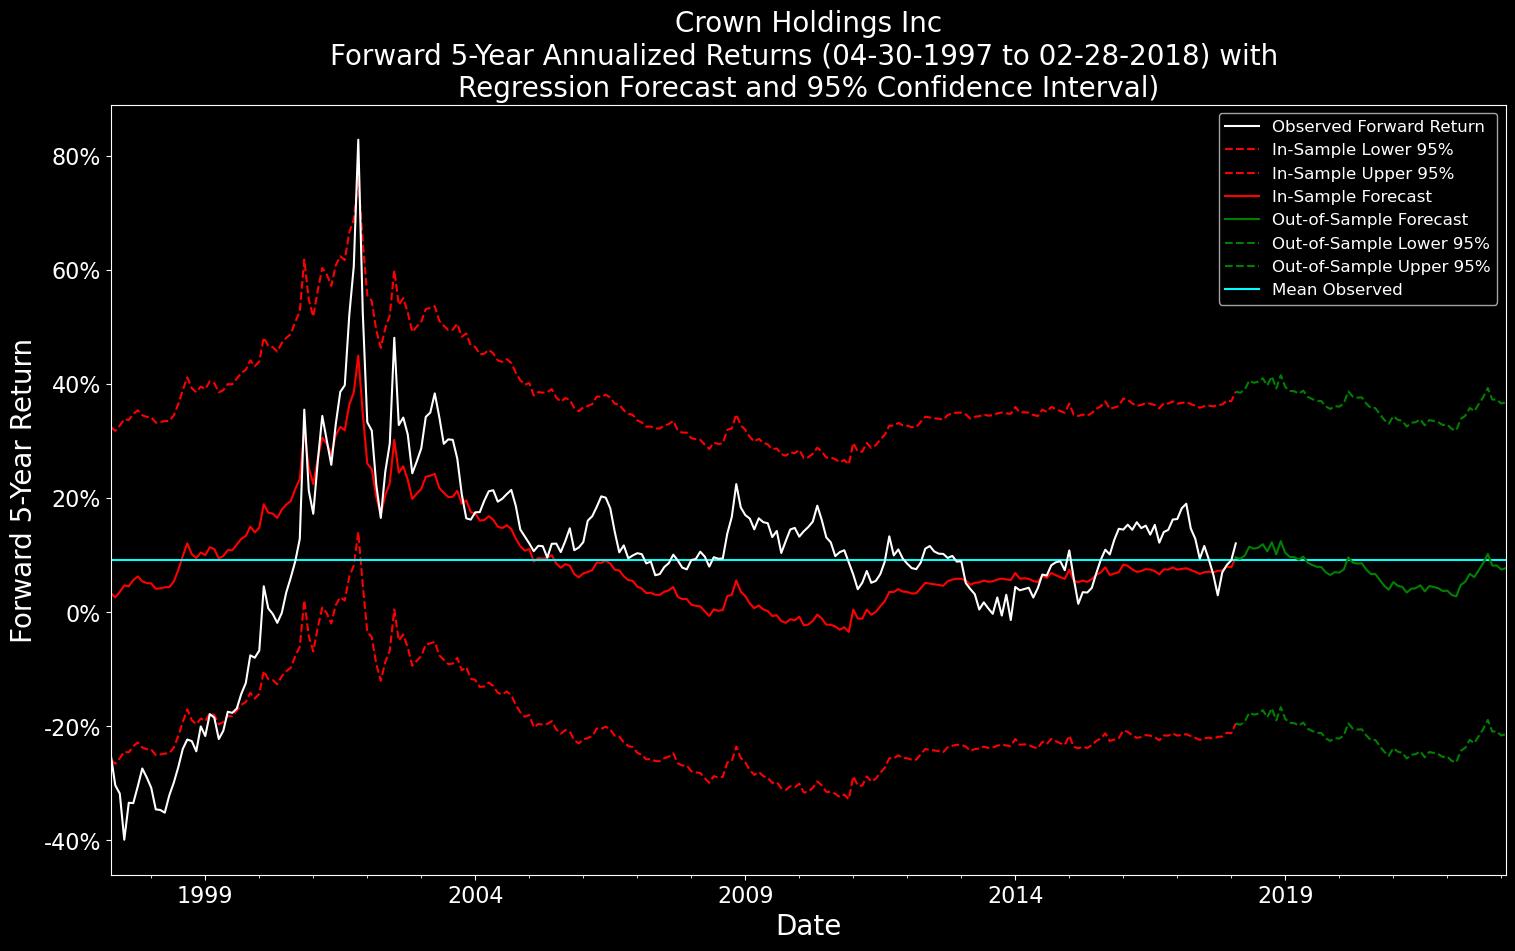 Crown Holdings Inc
Forward 5-Year Annualized Returns (04-30-1997 to 02-28-2018) with
Regression Forecast and 95% Confidence Interval)
Observed Forward Return
In-Sample Lower 95%
In-Sample Upper 95%
In-Sample Forecast
Out-of-Sample Forecast
Out-of-Sample Lower 95%
Out-of-Sample Upper 95%
Mean Observed
Forward 5-Year Return
80%
60%
40%
20%
0%
-20%
-40%
1999
2004
2009
2014
2019
Date